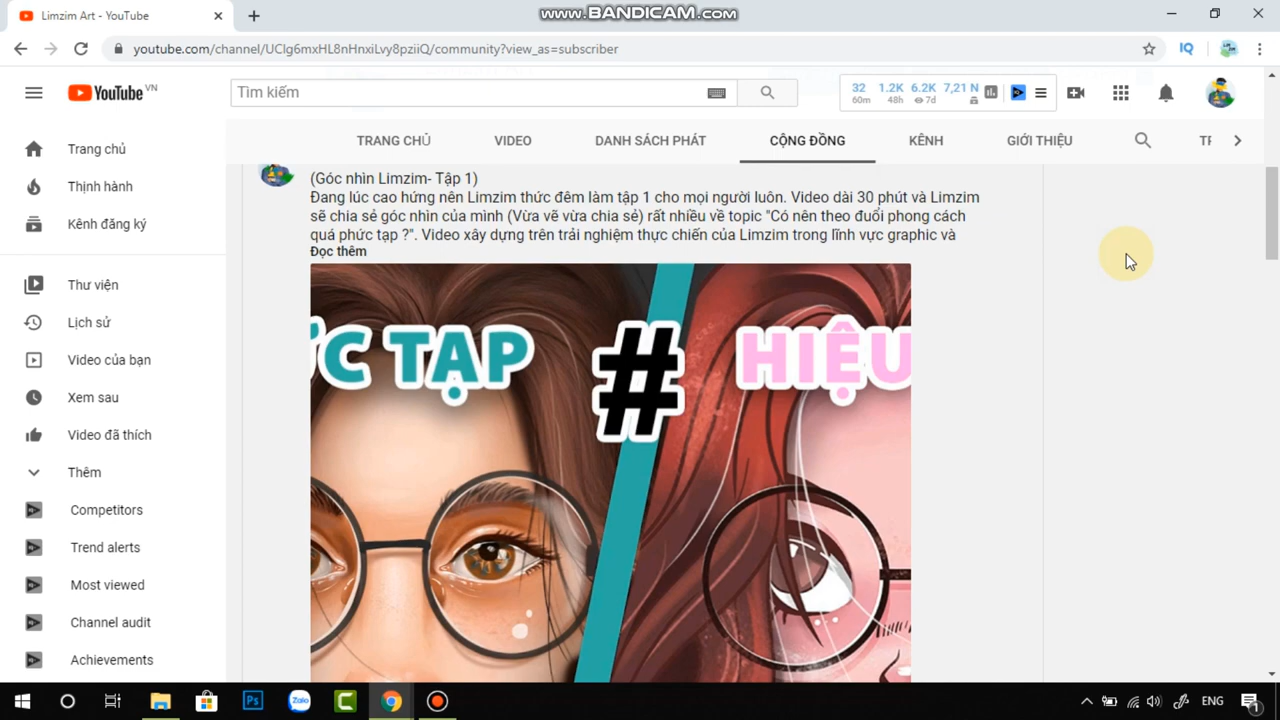 Limzim Art - YouTube
www.BANDICAM.com
youtube.com/channel/UCIg6mxHL8nHnxiLvy8pziiQ/community?view_as=subscriber
IQ
YouTube VN
Tìm kiếm
32 1.2K 6.2K 7,21 N
60m 48h 7d
TRANG CHỦ VIDEO DANH SÁCH PHÁT CỘNG ĐỒNG KÊNH GIỚI THIỆU
Trang chủ
Thịnh hành
Kênh đăng ký
Thư viện
Lịch sử
Video của bạn
Xem sau
Video đã thích
Thêm
Competitors
Trend alerts
Most viewed
Channel audit
Achievements
(Góc nhìn Limzim- Tập 1)
Đang lúc cao hứng nên Limzim thức đêm làm tập 1 cho mọi người luôn. Video dài 30 phút và Limzim
sẽ chia sẻ góc nhìn của mình (Vừa vẽ vừa chia sẻ) rất nhiều về topic "Có nên theo đuổi phong cách
quá phức tạp ?". Video xây dựng trên trải nghiệm thực chiến của Limzim trong lĩnh vực graphic và
Đọc thêm
ỨC TẠP # HIỆU
Ps Zalo C ENG 1